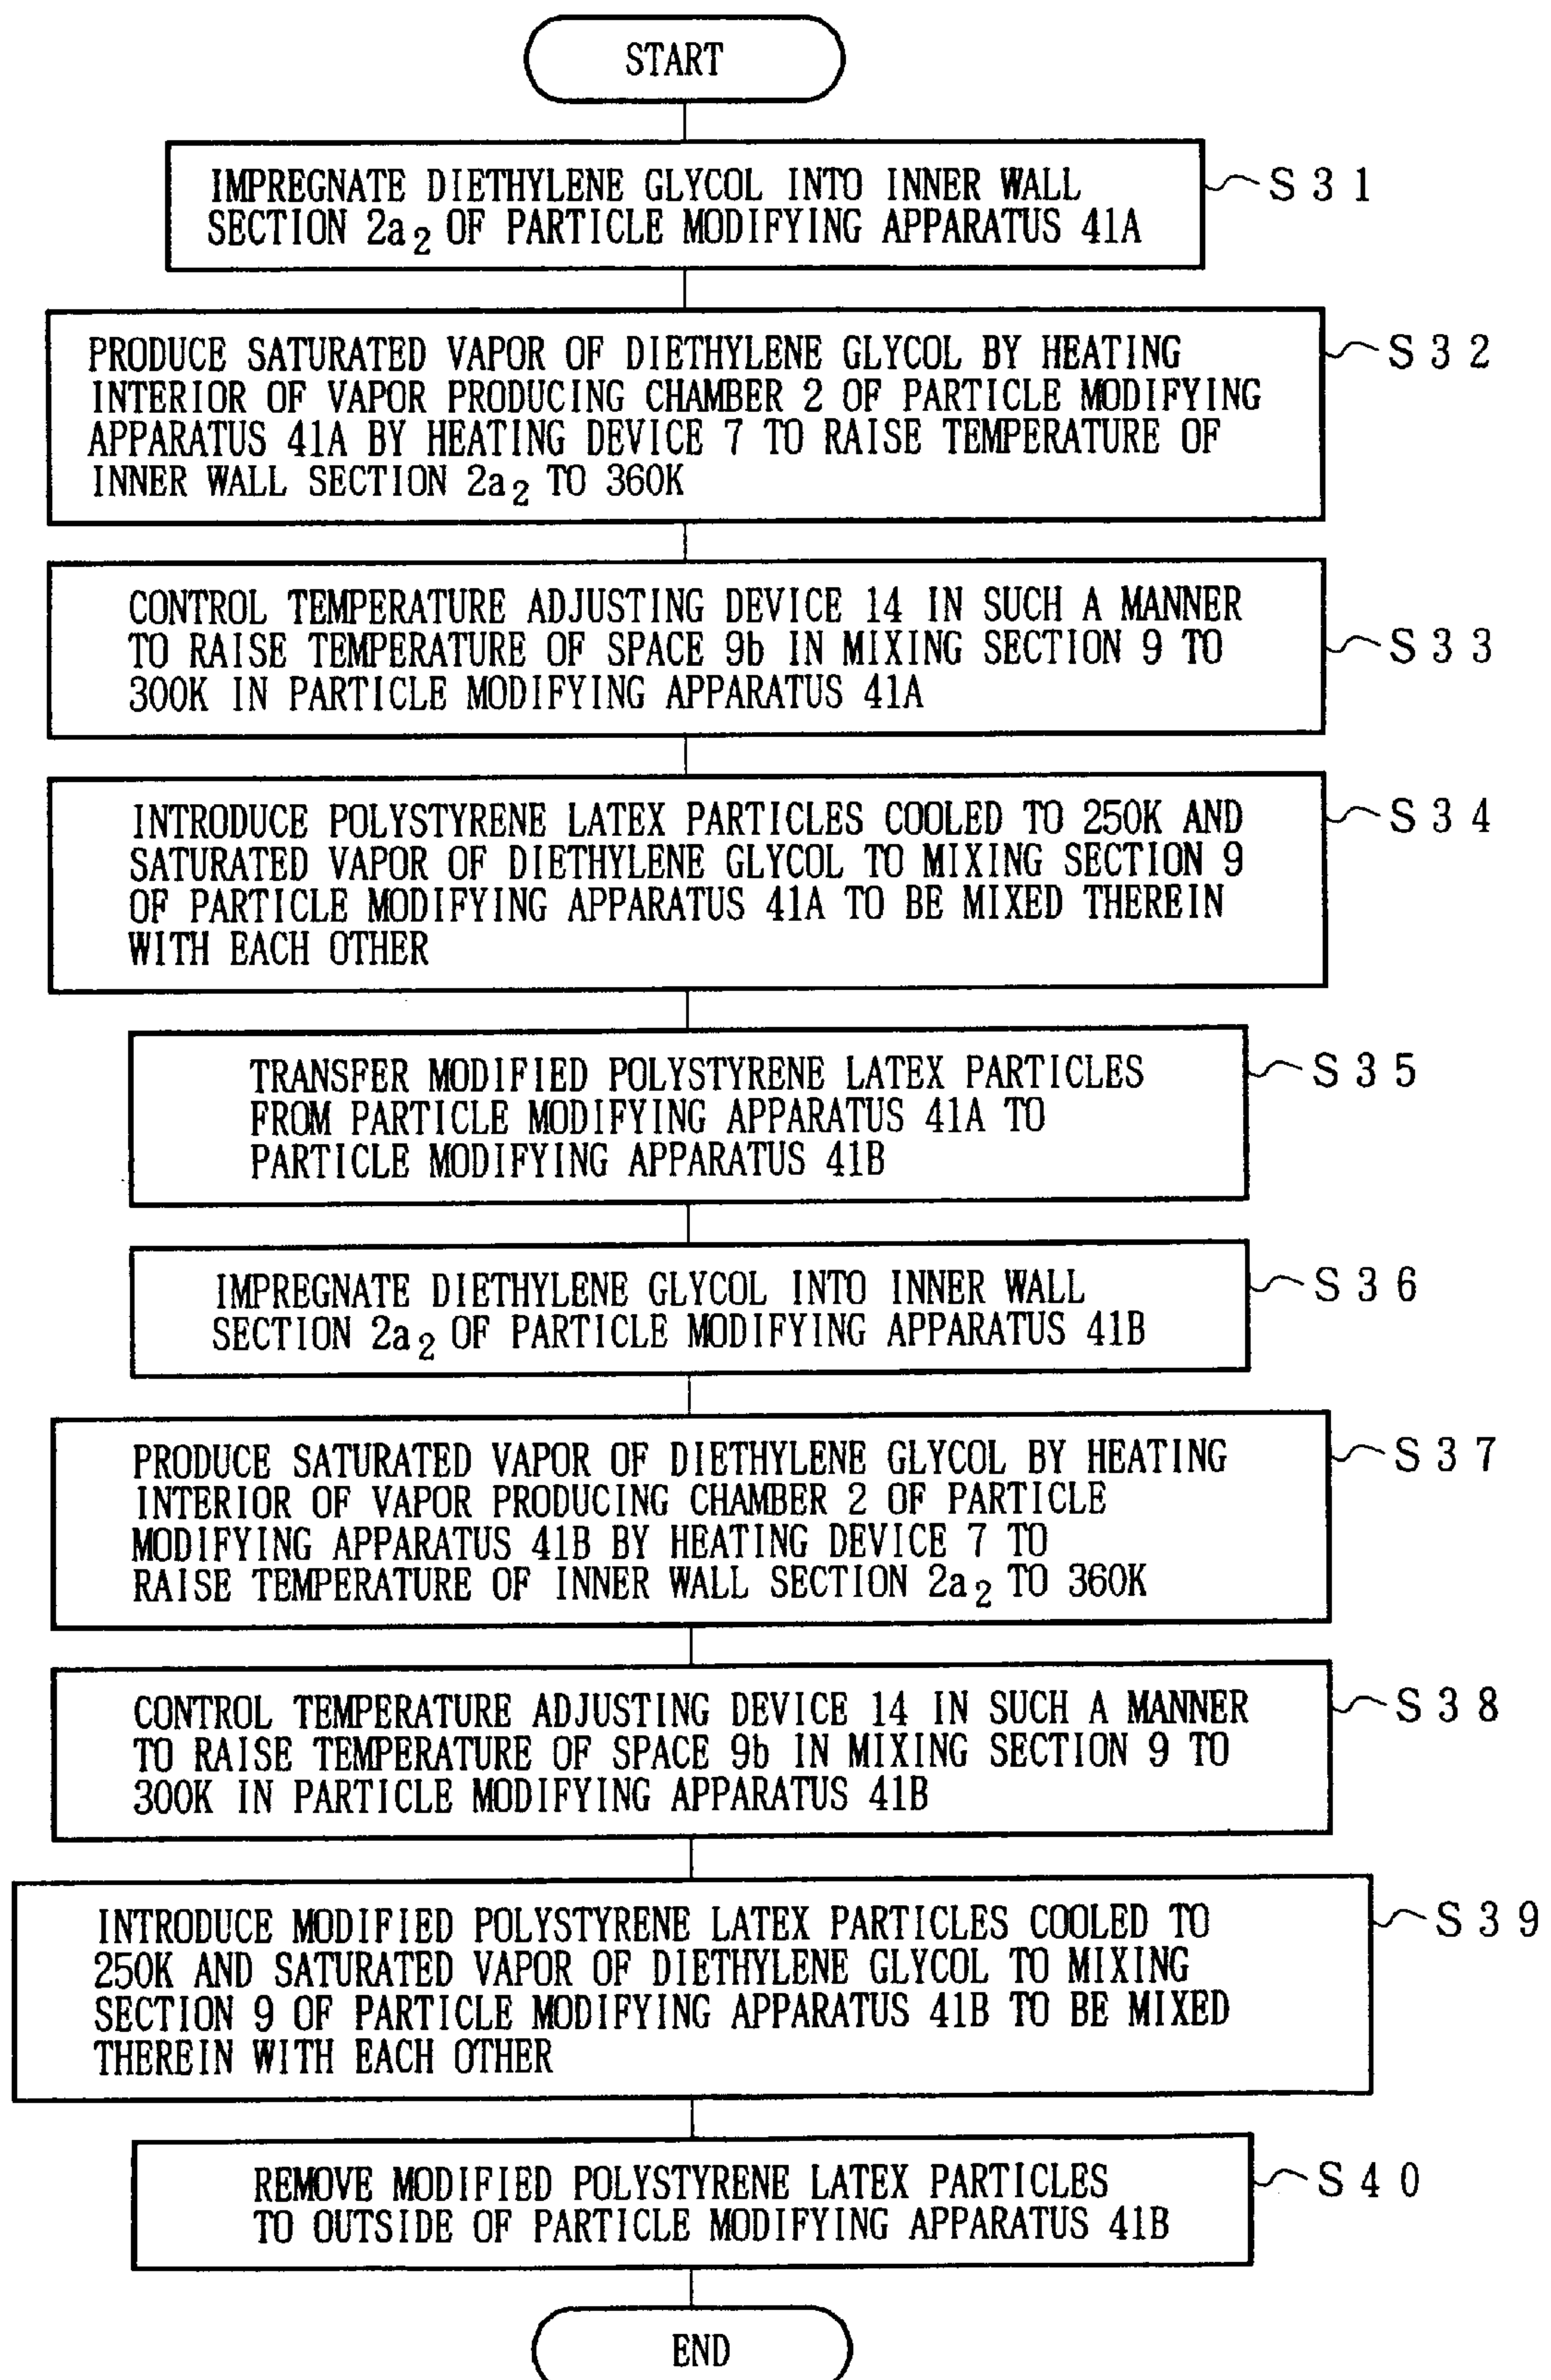 START
IMPREGNATE DIETHYLENE GLYCOL INTO INNER WALL
SECTION 2a₂ OF PARTICLE MODIFYING APPARATUS 41A
S31
PRODUCE SATURATED VAPOR OF DIETHYLENE GLYCOL BY HEATING
INTERIOR OF VAPOR PRODUCING CHAMBER 2 OF PARTICLE MODIFYING
APPARATUS 41A BY HEATING DEVICE 7 TO RAISE TEMPERATURE OF
INNER WALL SECTION 2a₂ TO 360K
S32
CONTROL TEMPERATURE ADJUSTING DEVICE 14 IN SUCH A MANNER
TO RAISE TEMPERATURE OF SPACE 9b IN MIXING SECTION 9 TO
300K IN PARTICLE MODIFYING APPARATUS 41A
S33
INTRODUCE POLYSTYRENE LATEX PARTICLES COOLED TO 250K AND
SATURATED VAPOR OF DIETHYLENE GLYCOL TO MIXING SECTION 9
OF PARTICLE MODIFYING APPARATUS 41A TO BE MIXED THEREIN
WITH EACH OTHER
S34
TRANSFER MODIFIED POLYSTYRENE LATEX PARTICLES
FROM PARTICLE MODIFYING APPARATUS 41A TO
PARTICLE MODIFYING APPARATUS 41B
S35
IMPREGNATE DIETHYLENE GLYCOL INTO INNER WALL
SECTION 2a₂ OF PARTICLE MODIFYING APPARATUS 41B
S36
PRODUCE SATURATED VAPOR OF DIETHYLENE GLYCOL BY HEATING
INTERIOR OF VAPOR PRODUCING CHAMBER 2 OF PARTICLE
MODIFYING APPARATUS 41B BY HEATING DEVICE 7 TO
RAISE TEMPERATURE OF INNER WALL SECTION 2a₂ TO 360K
S37
CONTROL TEMPERATURE ADJUSTING DEVICE 14 IN SUCH A MANNER
TO RAISE TEMPERATURE OF SPACE 9b IN MIXING SECTION 9 TO
300K IN PARTICLE MODIFYING APPARATUS 41B
S38
INTRODUCE MODIFIED POLYSTYRENE LATEX PARTICLES COOLED TO
250K AND SATURATED VAPOR OF DIETHYLENE GLYCOL TO MIXING
SECTION 9 OF PARTICLE MODIFYING APPARATUS 41B TO BE MIXED
THEREIN WITH EACH OTHER
S39
REMOVE MODIFIED POLYSTYRENE LATEX PARTICLES
TO OUTSIDE OF PARTICLE MODIFYING APPARATUS 41B
S40
END